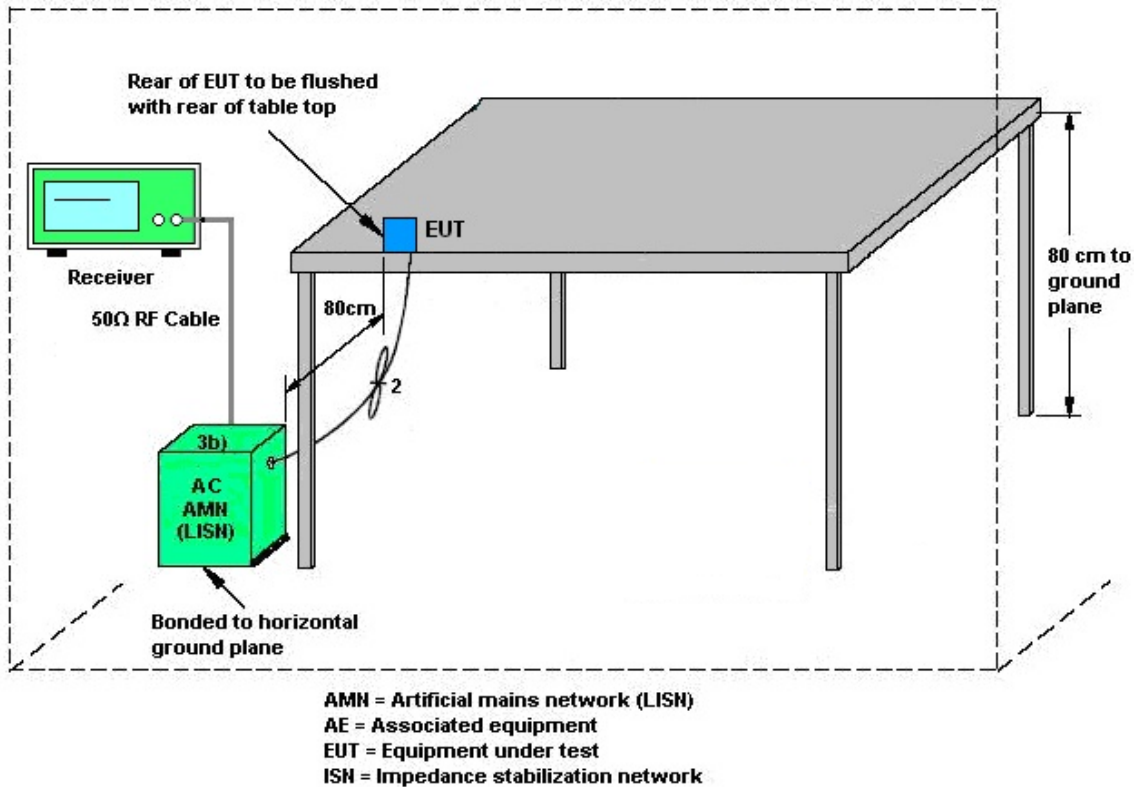 Rear of EUT to be flushed
with rear of table top
EUT
Receiver
80 cm to
ground
plane
80cm
50Ω RF Cable
2
3b)
AC
AMN
(LISN)
Bonded to horizontal
ground plane
AMN = Artificial mains network (LISN)
AE = Associated equipment
EUT = Equipment under test
ISN = Impedance stabilization network